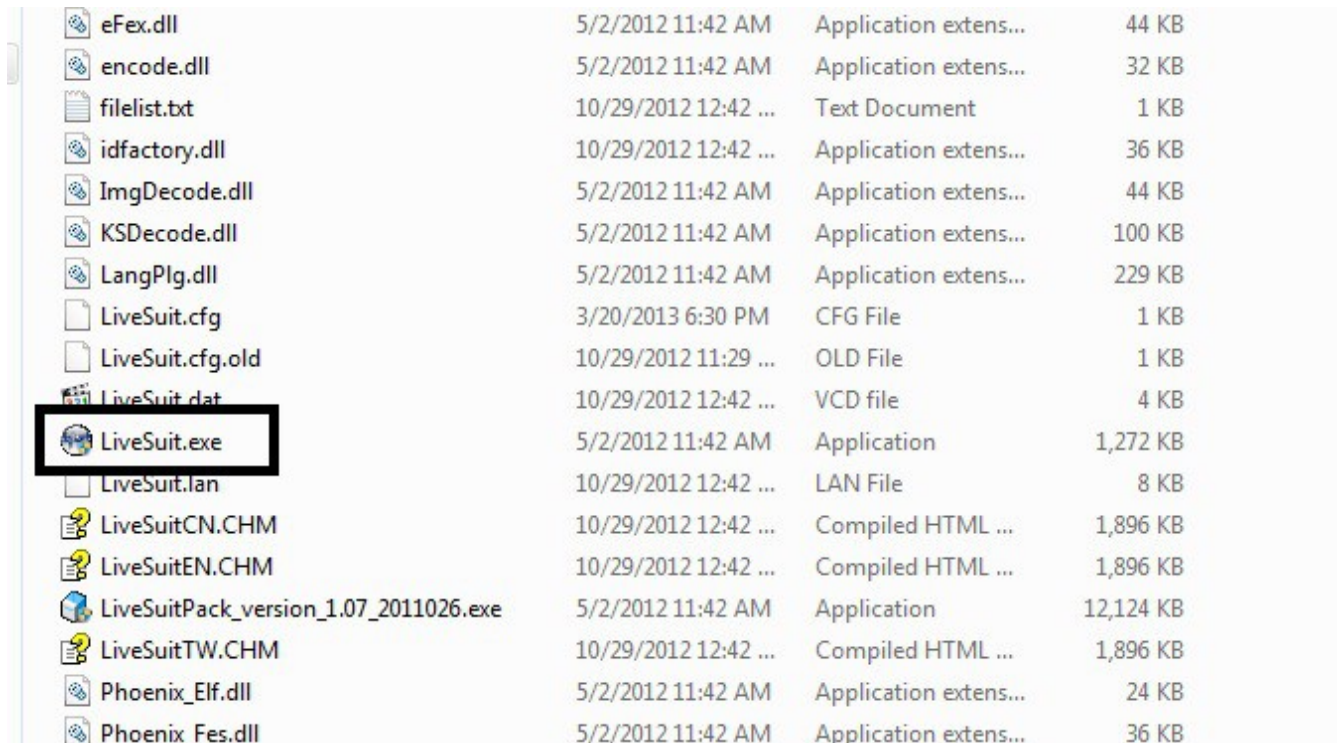 eFex.dll 5/2/2012 11:42 AM Application extens... 44 KB
encode.dll 5/2/2012 11:42 AM Application extens... 32 KB
filelist.txt 10/29/2012 12:42 ... Text Document 1 KB
idfactory.dll 10/29/2012 12:42 ... Application extens... 36 KB
ImgDecode.dll 5/2/2012 11:42 AM Application extens... 44 KB
KSDecode.dll 5/2/2012 11:42 AM Application extens... 100 KB
LangPlg.dll 5/2/2012 11:42 AM Application extens... 229 KB
LiveSuit.cfg 3/20/2013 6:30 PM CFG File 1 KB
LiveSuit.cfg.old 10/29/2012 11:29 ... OLD File 1 KB
LiveSuit.dat 10/29/2012 12:42 ... VCD file 4 KB
LiveSuit.exe 5/2/2012 11:42 AM Application 1,272 KB
LiveSuit.lan 10/29/2012 12:42 ... LAN File 8 KB
LiveSuitCN.CHM 10/29/2012 12:42 ... Compiled HTML ... 1,896 KB
LiveSuitEN.CHM 10/29/2012 12:42 ... Compiled HTML ... 1,896 KB
LiveSuitPack_version_1.07_2011026.exe 5/2/2012 11:42 AM Application 12,124 KB
LiveSuitTW.CHM 10/29/2012 12:42 ... Compiled HTML ... 1,896 KB
Phoenix_Elf.dll 5/2/2012 11:42 AM Application extens... 24 KB
Phoenix_Fes.dll 5/2/2012 11:42 AM Application extens... 36 KB